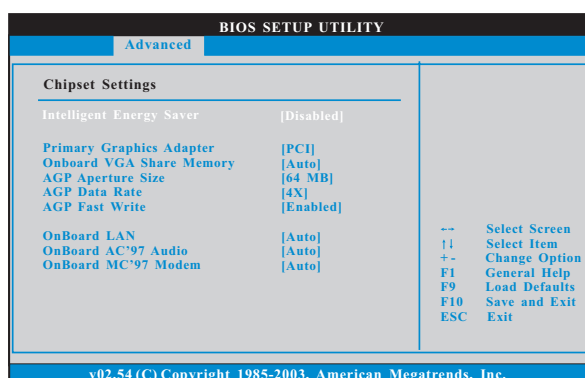 BIOS SETUP UTILITY
Advanced
Chipset Settings
Intelligent Energy Saver [Disabled]
Primary Graphics Adapter [PCI]
Onboard VGA Share Memory [Auto]
AGP Aperture Size [64 MB]
AGP Data Rate [4X]
AGP Fast Write [Enabled]
OnBoard LAN [Auto]
OnBoard AC'97 Audio [Auto]
OnBoard MC'97 Modem [Auto]
←→ Select Screen
↑↓ Select Item
+ - Change Option
F1 General Help
F9 Load Defaults
F10 Save and Exit
ESC Exit
v02.54 (C) Copyright 1985-2003, American Megatrends, Inc.